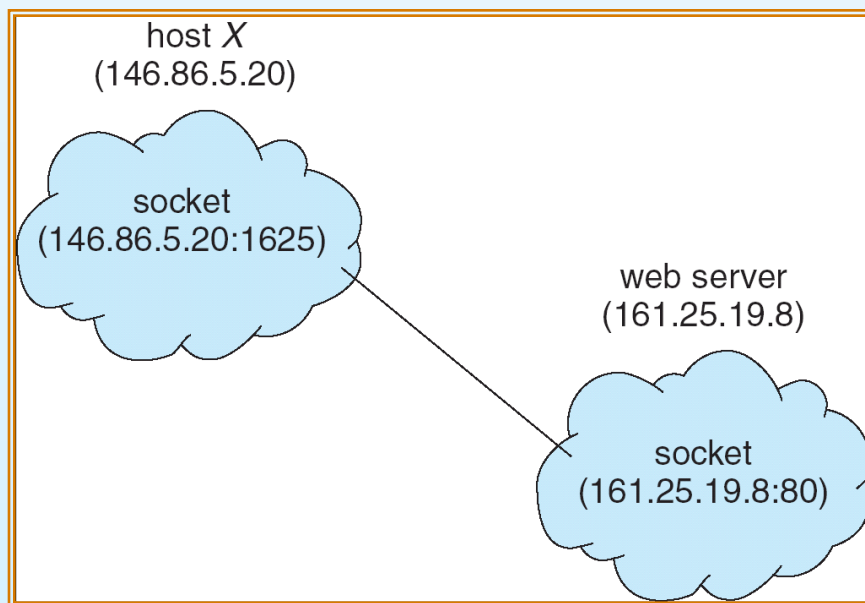 host X
(146.86.5.20)
socket
(146.86.5.20:1625)
web server
(161.25.19.8)
socket
(161.25.19.8:80)